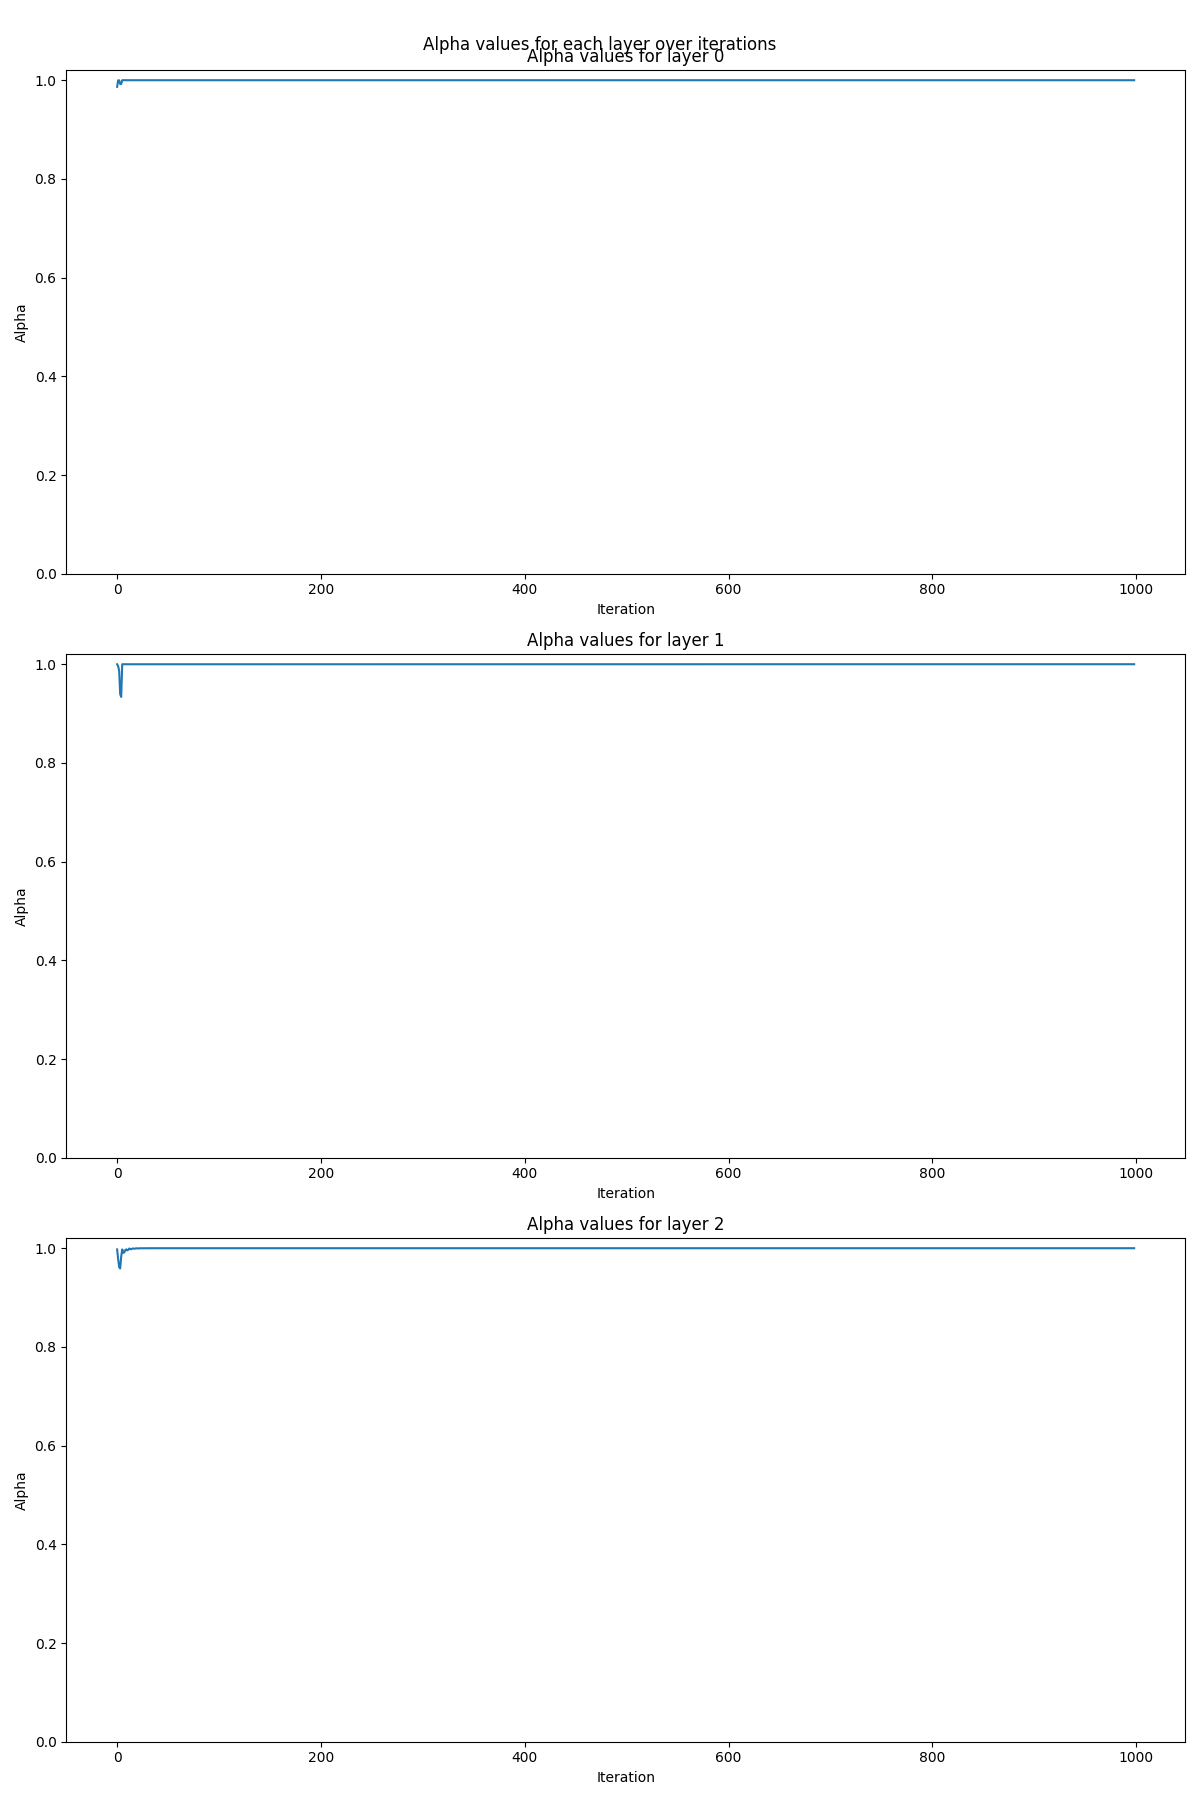 Alpha values for each layer over iterations
Alpha values for layer 0
1.0
0.8
0.6
0.4
0.2
0.0
Alpha
0 200 400 600 800 1000
Iteration
Alpha values for layer 1
1.0
0.8
0.6
0.4
0.2
0.0
Alpha
0 200 400 600 800 1000
Iteration
Alpha values for layer 2
1.0
0.8
0.6
0.4
0.2
0.0
Alpha
0 200 400 600 800 1000
Iteration